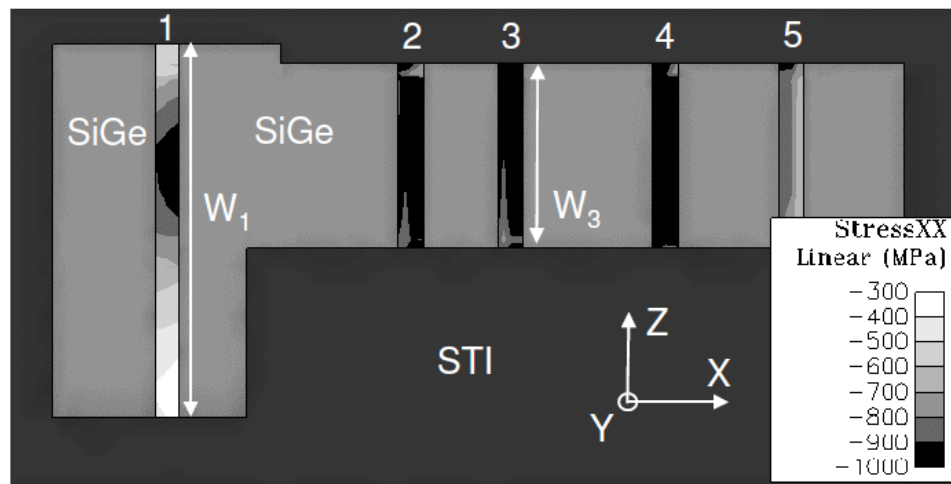 1
2
3
4
5
SiGe
SiGe
W1
W3
STI
Z
X
Y
StressXX
Linear (MPa)
-300
-400
-500
-600
-700
-800
-900
-1000